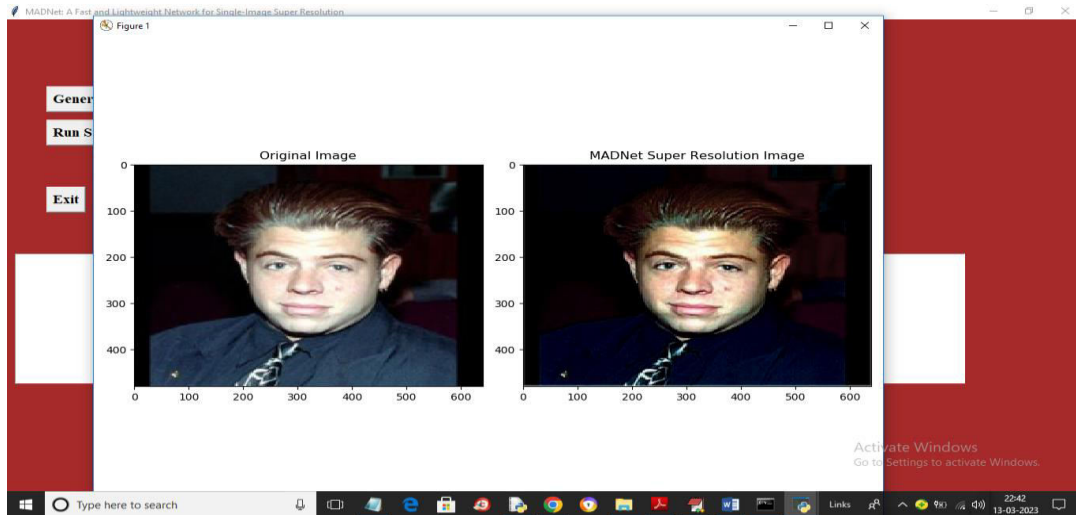 MADNet: A Fast and Lightweight Network for Single-Image Super Resolution
Figure 1
Gener
Run S
Exit
Original Image
0
100
200
300
400
0 100 200 300 400 500 600
MADNet Super Resolution Image
0
100
200
300
400
0 100 200 300 400 500 600
Activate Windows
Go to Settings to activate Windows.
Type here to search
Links
22:42
13-03-2023